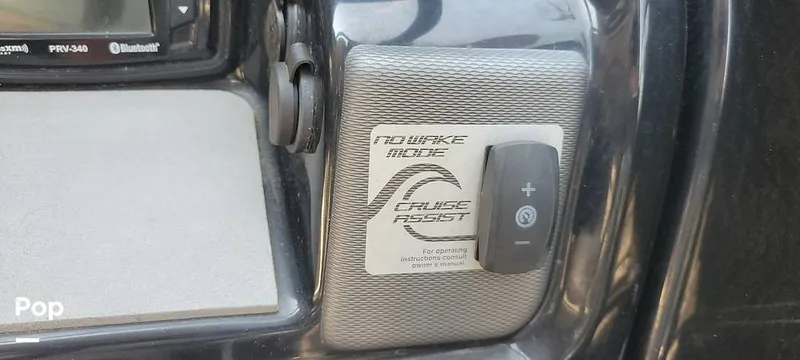 PRV-340
Bluetooth
NO WAKE
MODE
CRUISE
ASSIST
+
−
For operating
instructions consult
owner's manual.
Pop